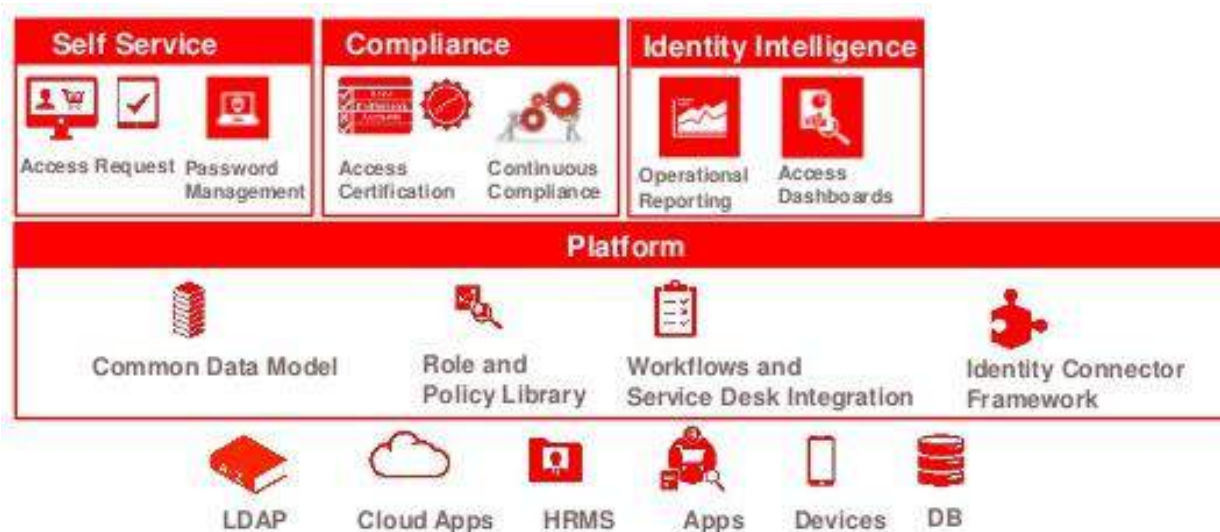 Self Service
Compliance
Identity Intelligence
Access Request
Password
Management
Access
Certification
Continuous
Compliance
Operational
Reporting
Access
Dashboards
Platform
Common Data Model
Role and
Policy Library
Workflows and
Service Desk Integration
Identity Connector
Framework
LDAP
Cloud Apps
HRMS
Apps
Devices
DB